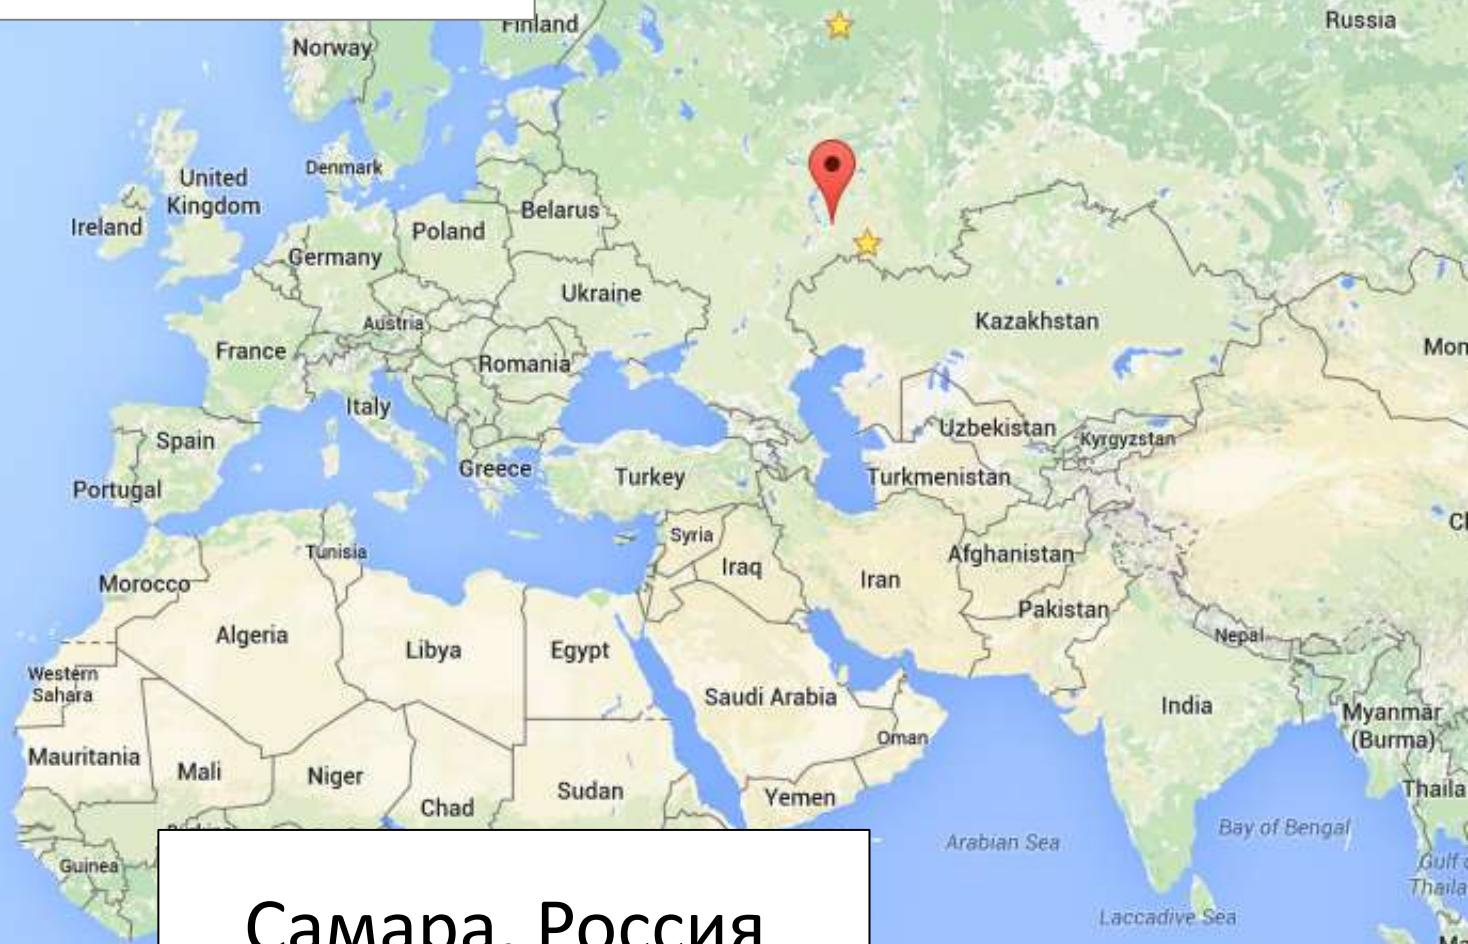 Finland
Russia
Norway
Denmark
United
Kingdom
Ireland
Belarus
Poland
Germany
Ukraine
Austria
Kazakhstan
France
Mon
Romania
Italy
Uzbekistan
Kyrgyzstan
Spain
Greece
Turkey
Turkmenistan
Portugal
Syria
Tunisia
Afghanistan
Iraq
Iran
Morocco
Pakistan
Algeria
Nepal
Libya
Egypt
Western
Sahara
Saudi Arabia
India
Myanmar
(Burma)
Oman
Mauritania
Mali
Niger
Sudan
Yemen
Thaila
Chad
Bay of Bengal
Arabian Sea
Guinea
Gulf
Thaila
Laccadive Sea
Самара, Россия